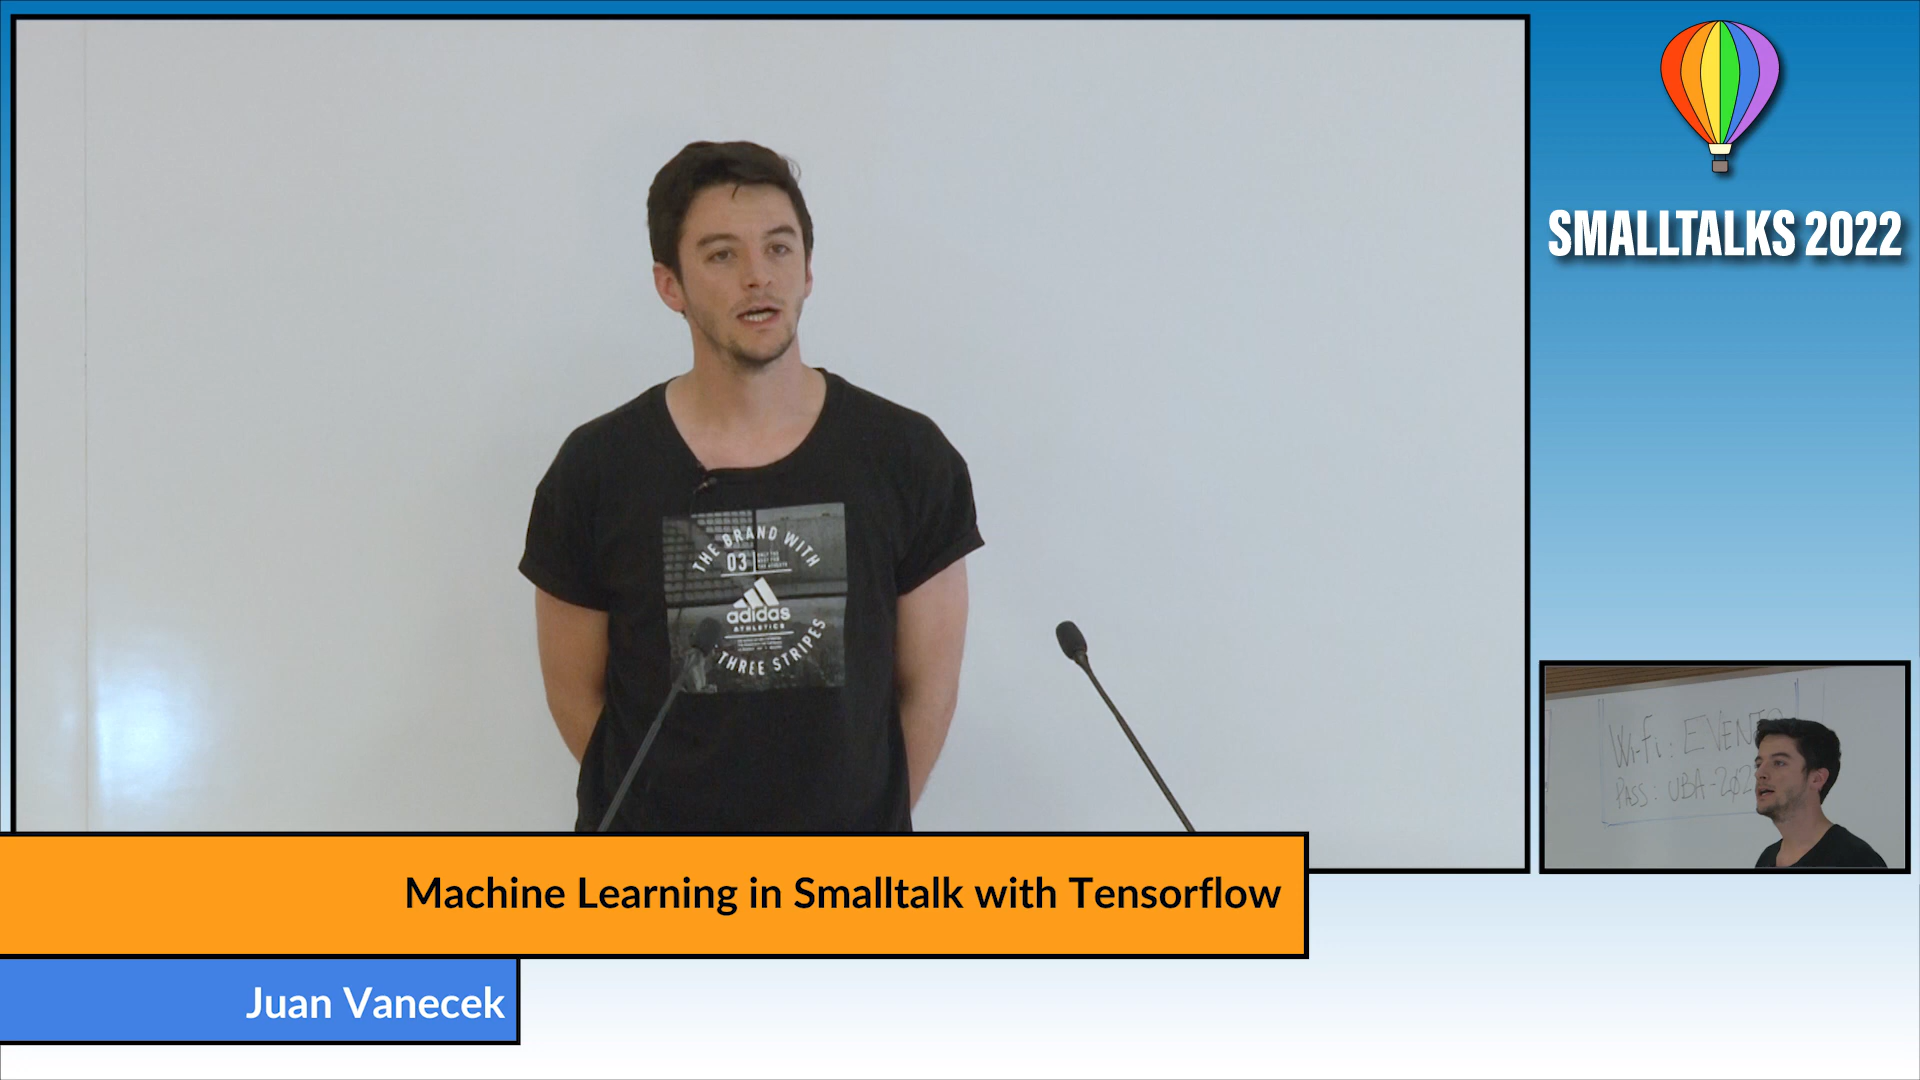 SMALLTALKS 2022
THE BRAND WITH
03
adidas
ATHLETICS
THREE STRIPES
Wi-Fi: EVENTO
PASS: UBA-202
Machine Learning in Smalltalk with Tensorflow
Juan Vanecek